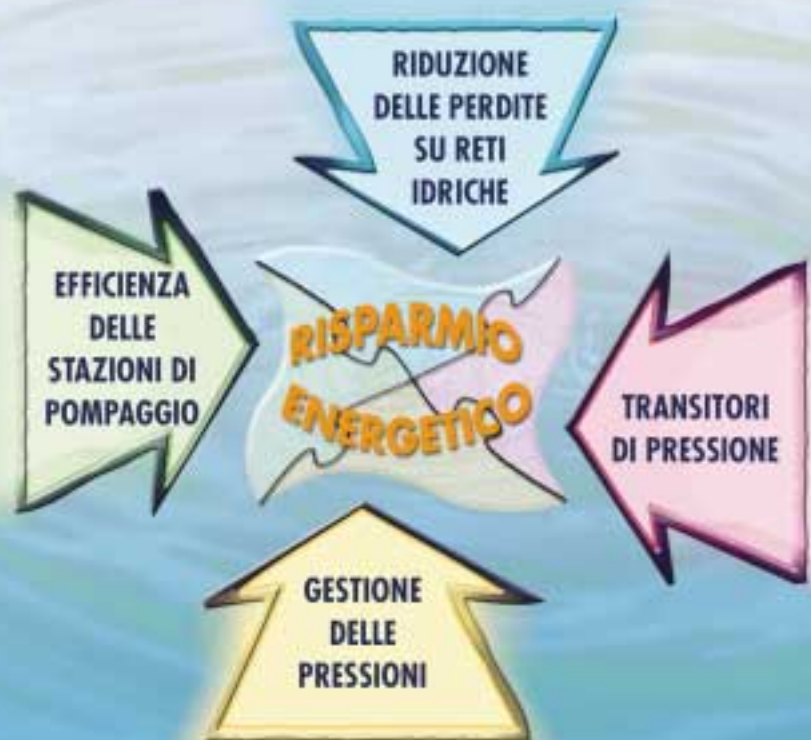 RIDUZIONE
DELLE PERDITE
SU RETI
IDRICHE
EFFICIENZA
DELLE
STAZIONI DI
POMPAGGIO
RISPARMIO
ENERGETICO
TRANSITORI
DI PRESSIONE
GESTIONE
DELLE
PRESSIONI